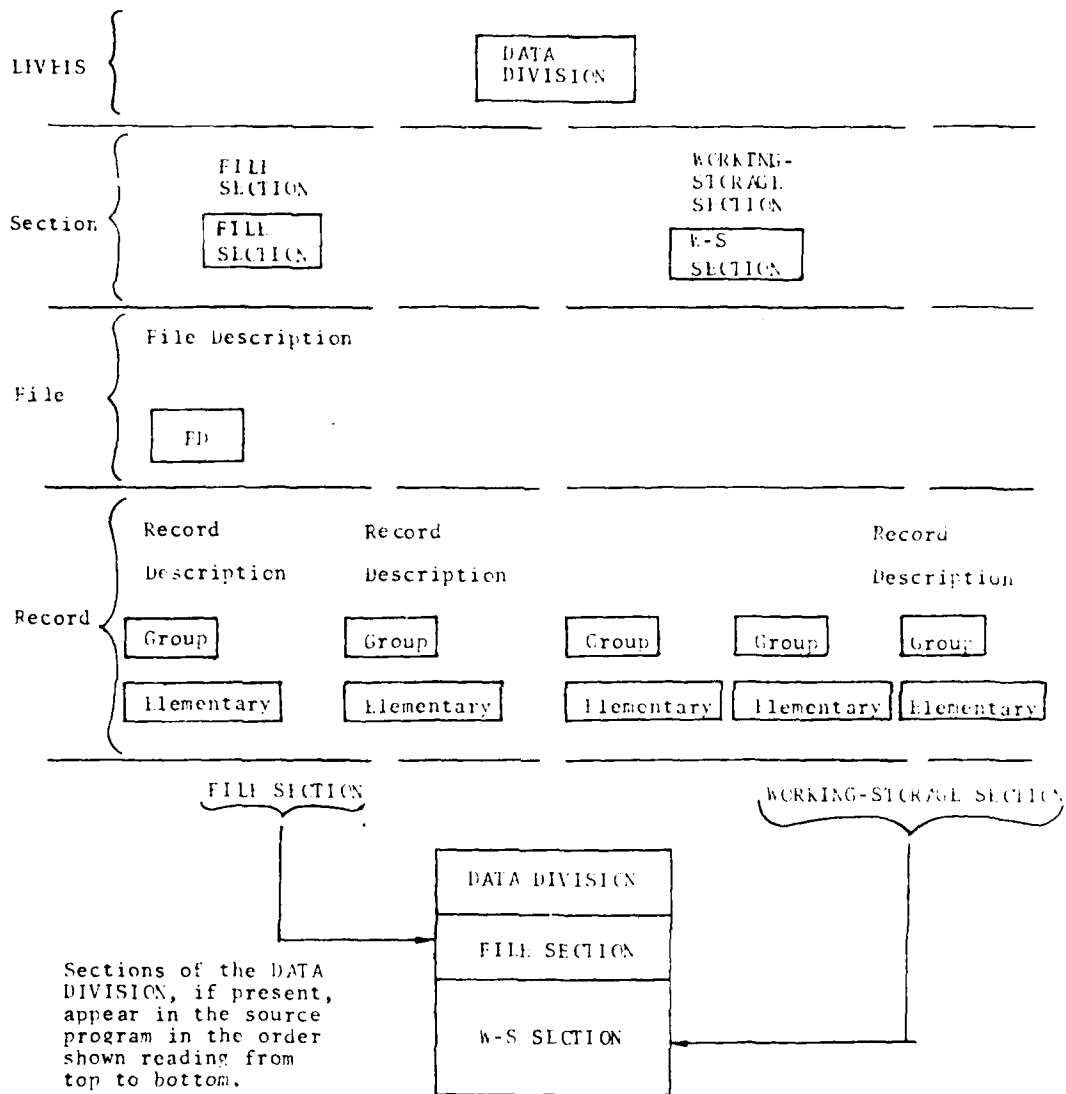 LEVELS
DATA
DIVISION
Section
FILE
SECTION
WORKING-
STORAGE
SECTION
FILE
SECTION
W-S
SECTION
File
File Description
FD
Record
Record
Description
Record
Description
Record
Description
Group
Group
Group
Group
Group
Elementary
Elementary
Elementary
Elementary
Elementary
FILE SECTION
WORKING-STORAGE SECTION
DATA DIVISION
FILE SECTION
W-S SECTION
Sections of the DATA
DIVISION, if present,
appear in the source
program in the order
shown reading from
top to bottom.